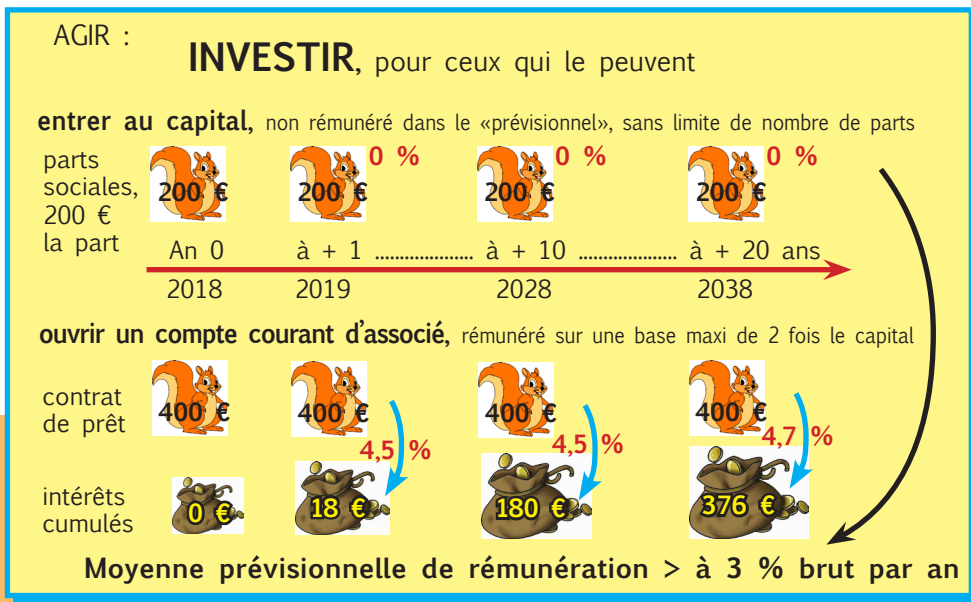 AGIR :
INVESTIR, pour ceux qui le peuvent
entrer au capital, non rémunéré dans le «prévisionnel», sans limite de nombre de parts
parts
sociales,
200 €
la part
200 € 200 € 200 € 200 €
0 % 0 % 0 %
An 0 à + 1 .................... à + 10 .................... à + 20 ans
2018 2019 2028 2038
ouvrir un compte courant d'associé, rémunéré sur une base maxi de 2 fois le capital
contrat
de prêt
400 € 400 € 400 € 400 €
4,5 % 4,5 % 4,7 %
intérêts
cumulés
0 € 18 € 180 € 376 €
Moyenne prévisionnelle de rémunération > à 3 % brut par an